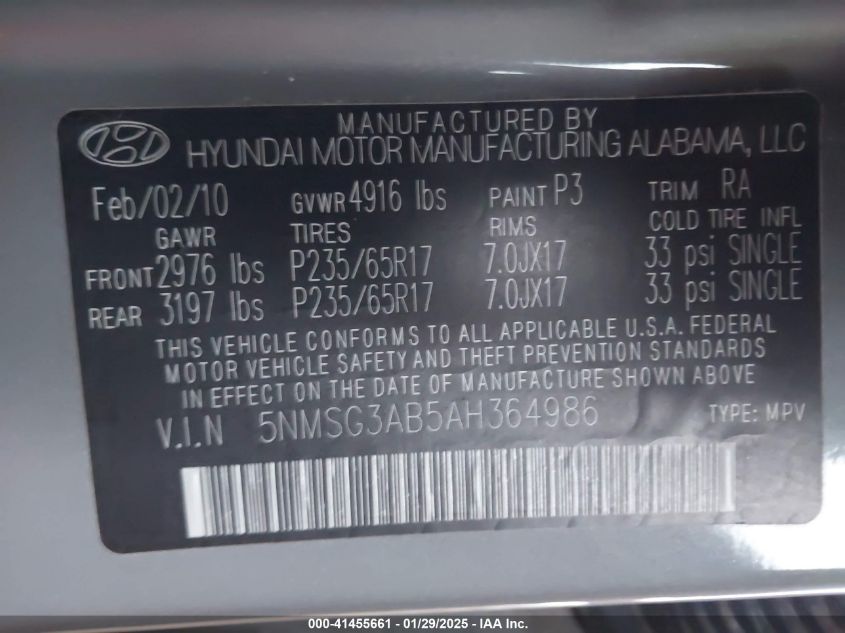 MANUFACTURED BY
HYUNDAI MOTOR MANUFACTURING ALABAMA, LLC
Feb/02/10 GVWR 4916 lbs PAINT P3 TRIM RA
GAWR TIRES RIMS COLD TIRE INFL
FRONT 2976 lbs P235/65R17 7.0JX17 33 psi SINGLE
REAR 3197 lbs P235/65R17 7.0JX17 33 psi SINGLE
THIS VEHICLE CONFORMS TO ALL APPLICABLE U.S.A. FEDERAL
MOTOR VEHICLE SAFETY AND THEFT PREVENTION STANDARDS
IN EFFECT ON THE DATE OF MANUFACTURE SHOWN ABOVE
V.I.N 5NMSG3AB5AH364986 TYPE: MPV
000-41455661 - 01/29/2025 - IAA Inc.